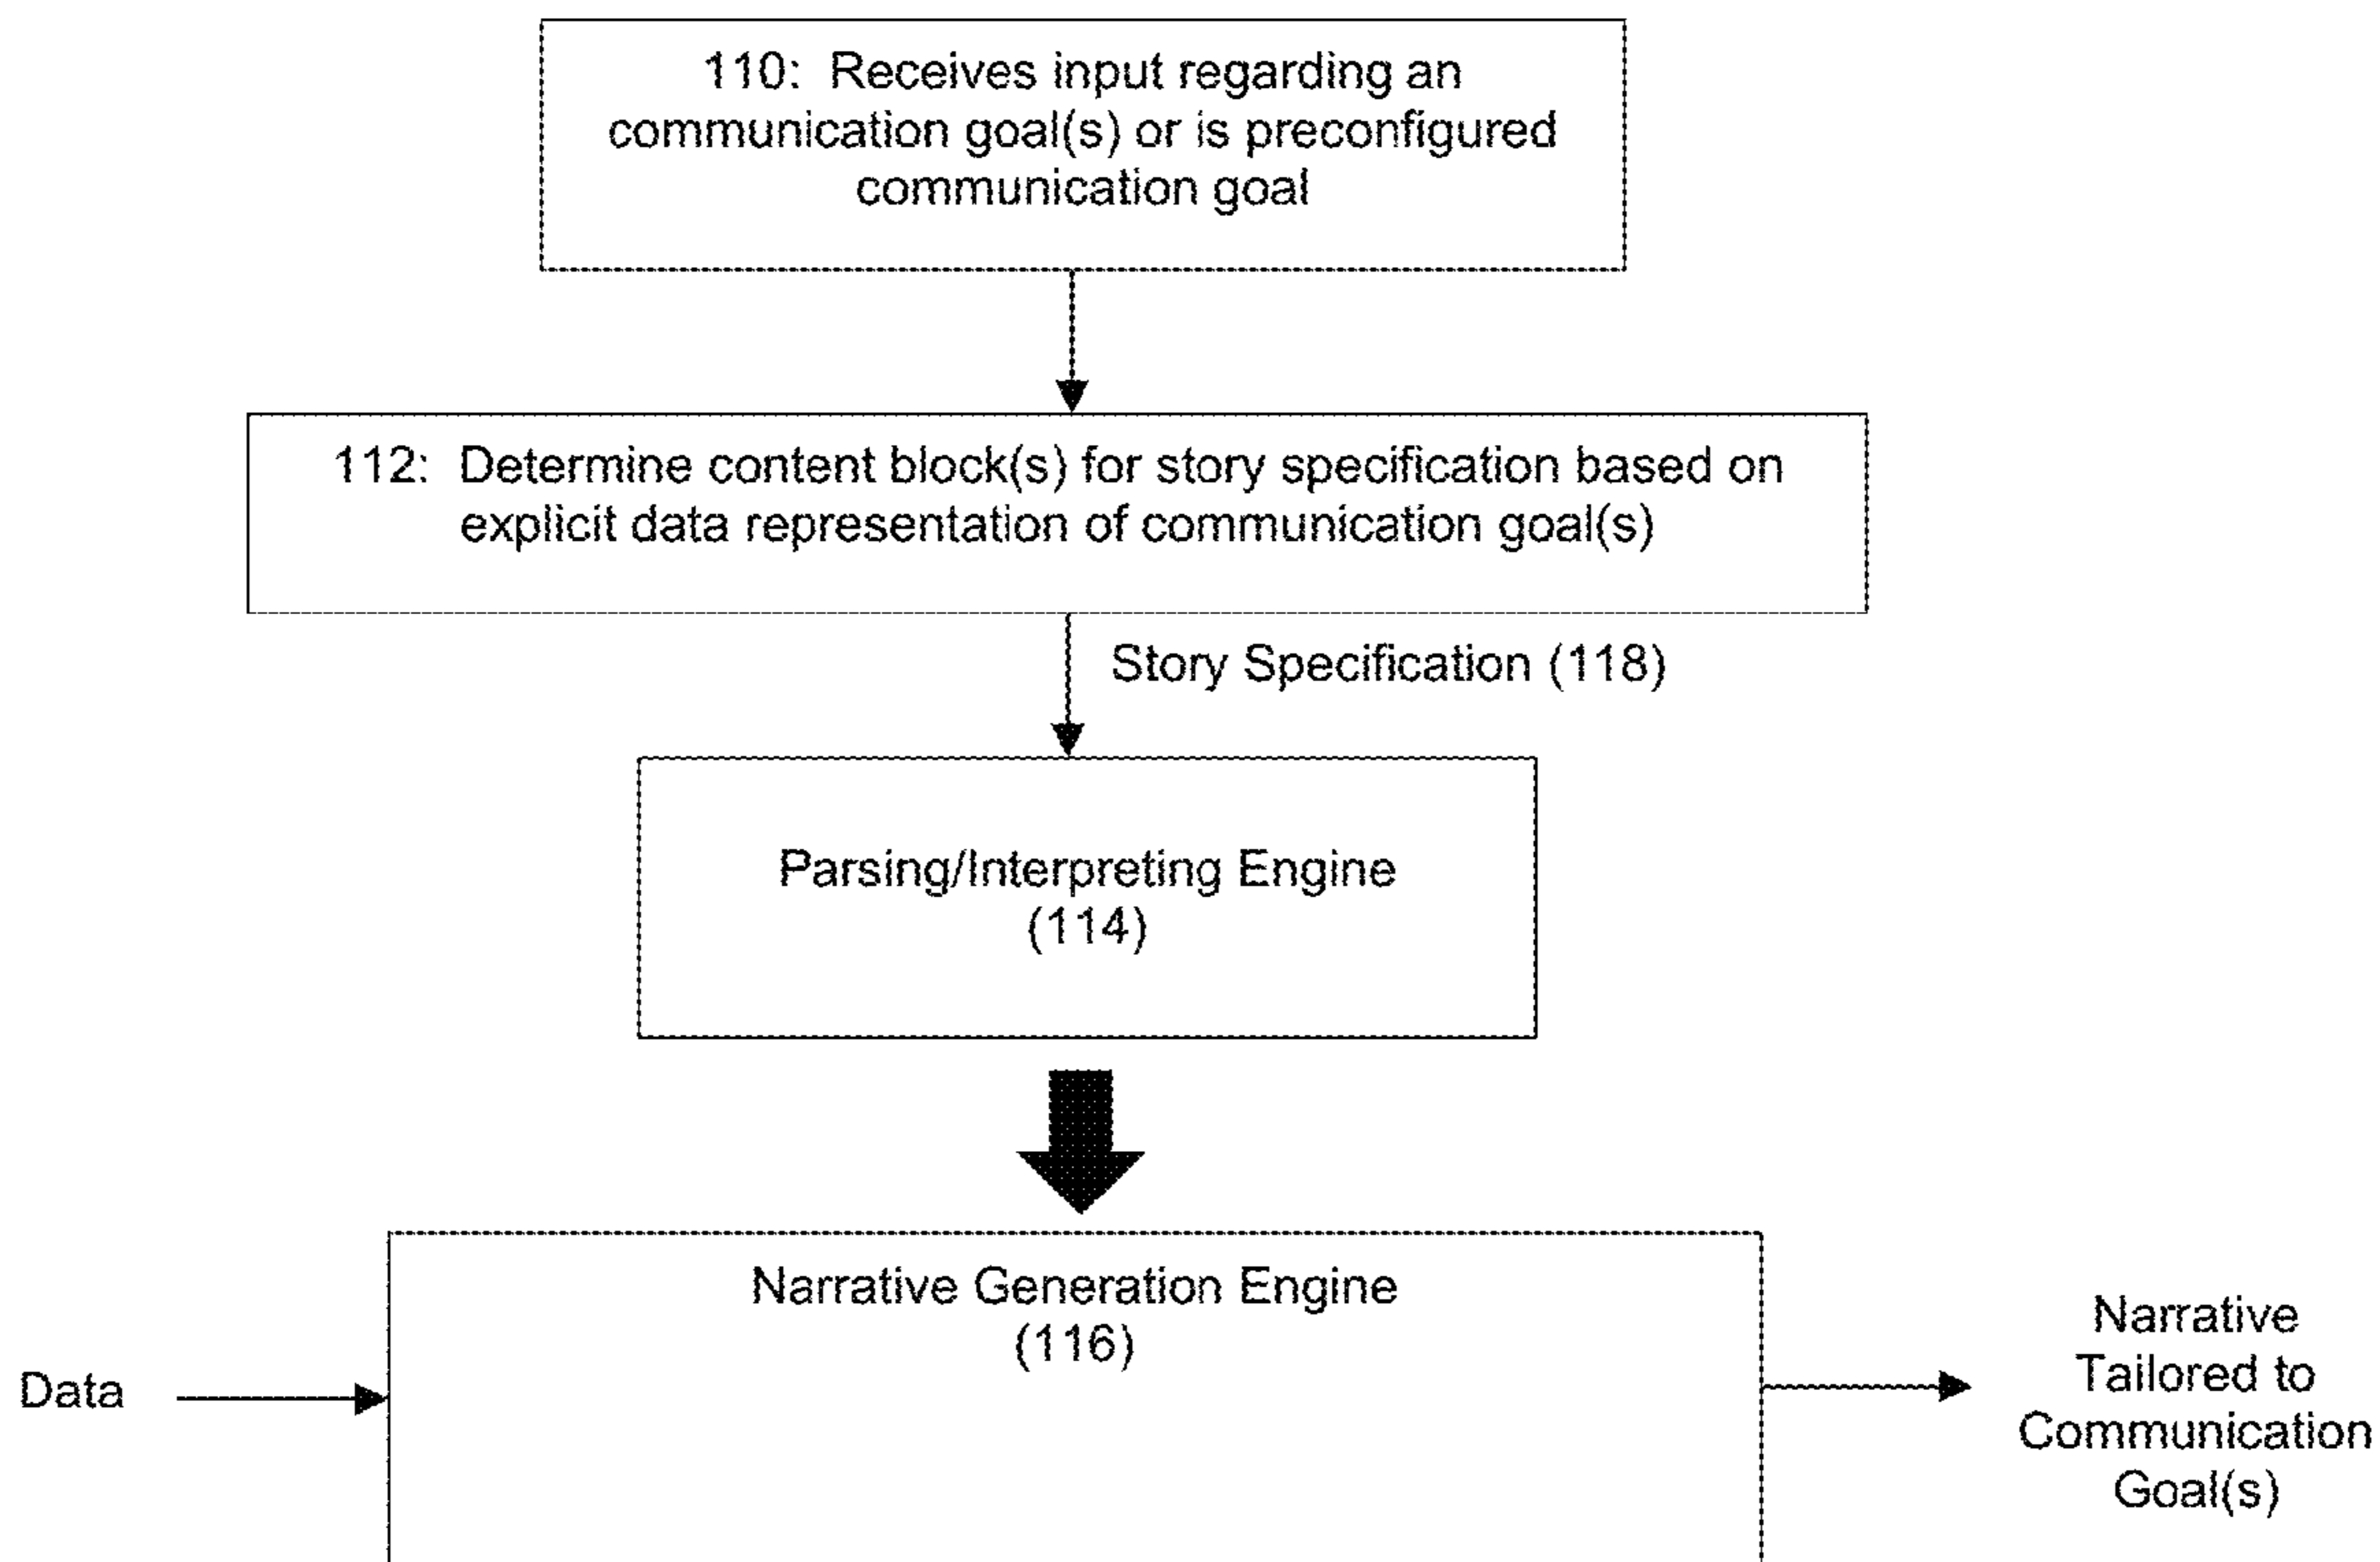 110:  Receives input regarding an
communication goal(s) or is preconfigured
communication goal
112:  Determine content block(s) for story specification based on
explicit data representation of communication goal(s)
Story Specification (118)
Parsing/Interpreting Engine
(114)
Narrative Generation Engine
(116)
Data
Narrative
Tailored to
Communication
Goal(s)